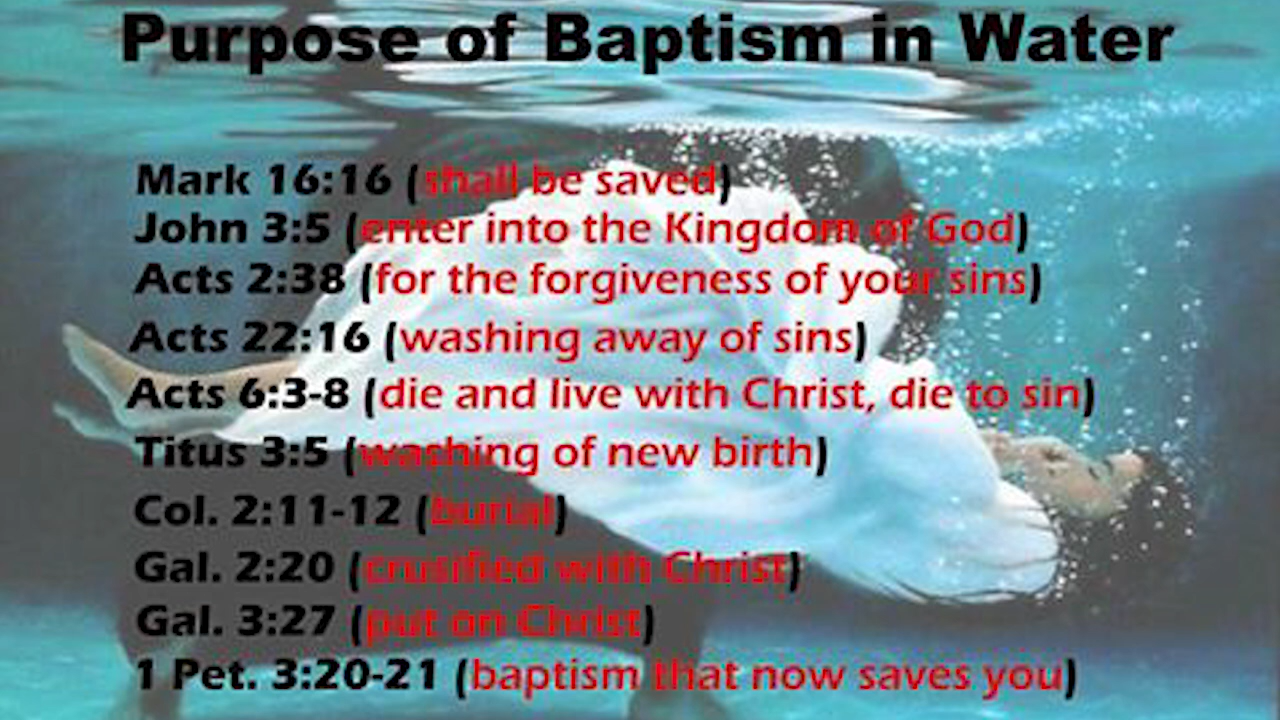 Purpose of Baptism in Water
Mark 16:16 (shall be saved)
John 3:5 (enter into the Kingdom of God)
Acts 2:38 (for the forgiveness of your sins)
Acts 22:16 (washing away of sins)
Acts 6:3-8 (die and live with Christ, die to sin)
Titus 3:5 (washing of new birth)
Col. 2:11-12 (burial)
Gal. 2:20 (crusified with Christ)
Gal. 3:27 (put on Christ)
1 Pet. 3:20-21 (baptism that now saves you)